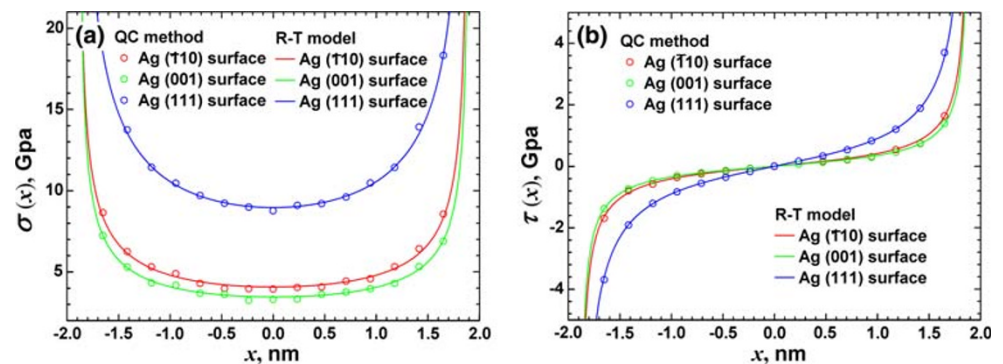 (a) QC method R-T model
Ag (1̄10) surface Ag (1̄10) surface
Ag (001) surface Ag (001) surface
Ag (111) surface Ag (111) surface
20
15
10
5
σ(x), Gpa
-2.0 -1.5 -1.0 -0.5 0.0 0.5 1.0 1.5 2.0
x, nm
(b)
QC method
Ag (1̄10) surface
Ag (001) surface
Ag (111) surface
4
2
0
-2
-4
τ(x), Gpa
R-T model
Ag (1̄10) surface
Ag (001) surface
Ag (111) surface
-2.0 -1.5 -1.0 -0.5 0.0 0.5 1.0 1.5 2.0
x, nm